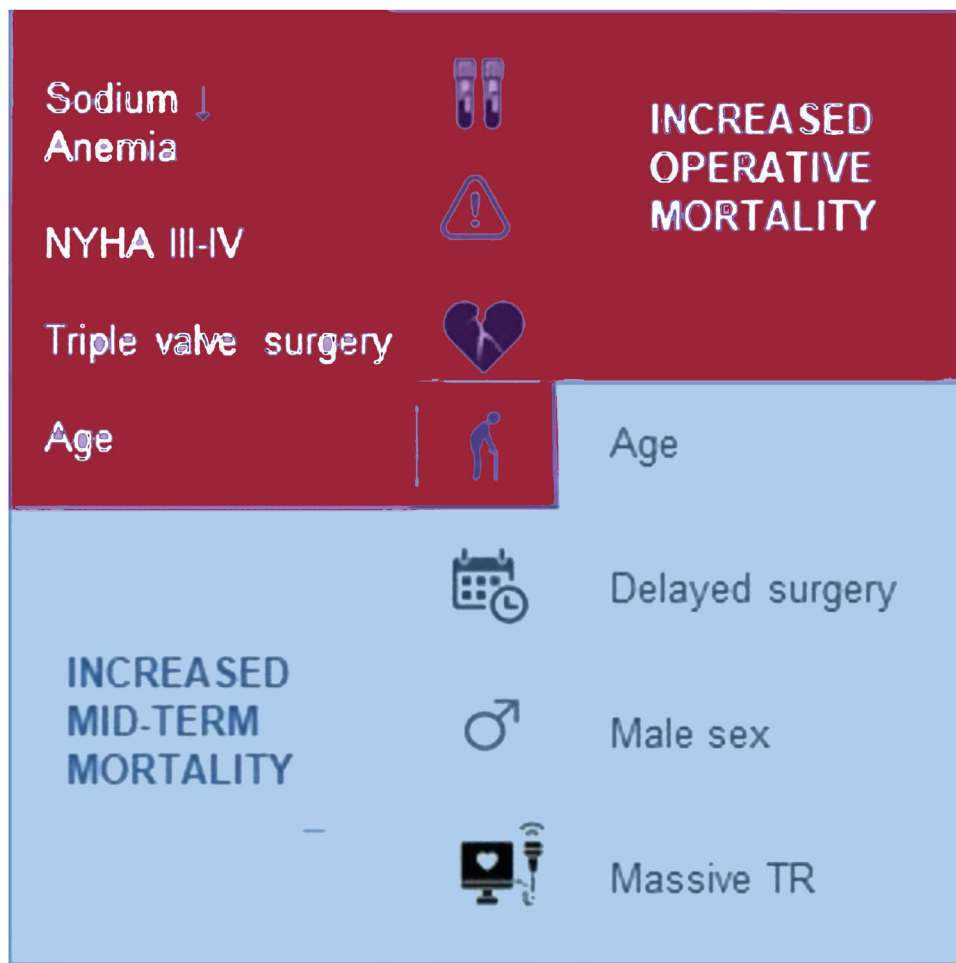 Sodium ↓
Anemia
NYHA III-IV
Triple valve surgery
Age
INCREASED
OPERATIVE
MORTALITY
Age
Delayed surgery
Male sex
Massive TR
INCREASED
MID-TERM
MORTALITY